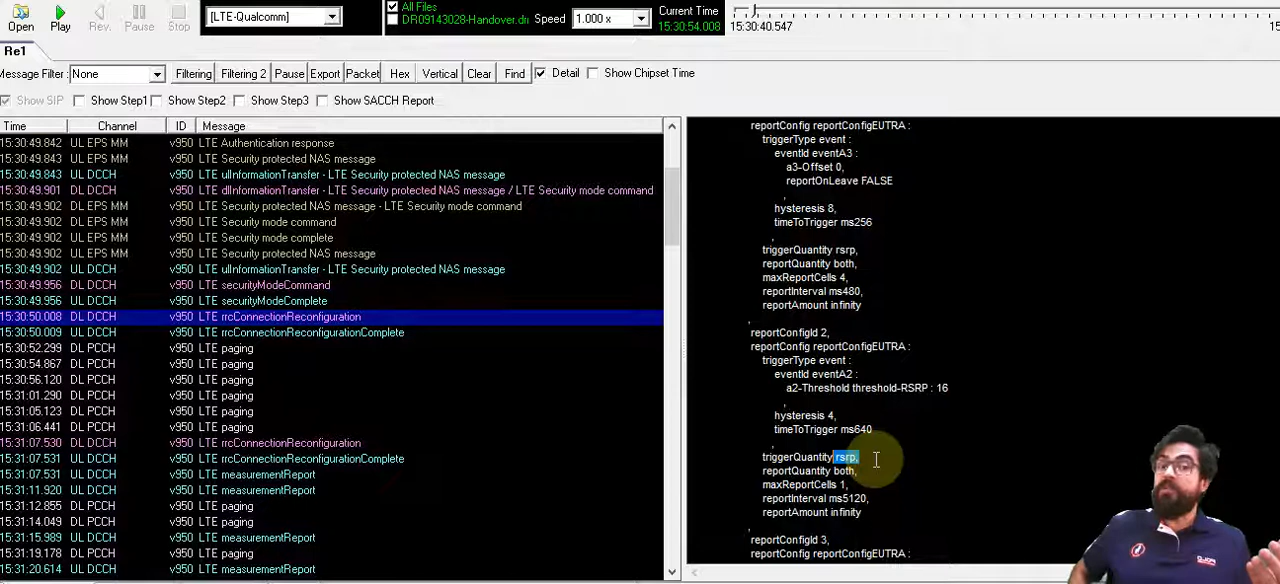 Open Play Rev. Pause Stop
[LTE-Qualcomm]
All Files
DR09143028-Handover.dr
Speed 1.000 x
Current Time
15:30:54.008
15:30:40.547
15:
Re1
Message Filter: None
Filtering Filtering 2 Pause Export Packet Hex Vertical Clear Find Detail Show Chipset Time
Show SIP Show Step1 Show Step2 Show Step3 Show SACCH Report
Time Channel ID Message
15:30:49.842 UL EPS MM v950 LTE Authentication response
15:30:49.843 UL EPS MM v950 LTE Security protected NAS message
15:30:49.843 UL DCCH v950 LTE ulInformationTransfer - LTE Security protected NAS message
15:30:49.901 DL DCCH v950 LTE dlInformationTransfer - LTE Security protected NAS message / LTE Security mode command
15:30:49.902 DL EPS MM v950 LTE Security protected NAS message - LTE Security mode command
15:30:49.902 DL EPS MM v950 LTE Security mode command
15:30:49.902 UL EPS MM v950 LTE Security mode complete
15:30:49.902 UL EPS MM v950 LTE Security protected NAS message
15:30:49.902 UL DCCH v950 LTE ulInformationTransfer - LTE Security protected NAS message
15:30:49.956 DL DCCH v950 LTE securityModeCommand
15:30:49.956 UL DCCH v950 LTE securityModeComplete
15:30:50.008 DL DCCH v950 LTE rrcConnectionReconfiguration
15:30:50.009 UL DCCH v950 LTE rrcConnectionReconfigurationComplete
15:30:52.299 DL PCCH v950 LTE paging
15:30:54.867 DL PCCH v950 LTE paging
15:30:56.120 DL PCCH v950 LTE paging
15:31:01.290 DL PCCH v950 LTE paging
15:31:05.123 DL PCCH v950 LTE paging
15:31:06.441 DL PCCH v950 LTE paging
15:31:07.530 DL DCCH v950 LTE rrcConnectionReconfiguration
15:31:07.531 UL DCCH v950 LTE rrcConnectionReconfigurationComplete
15:31:07.531 UL DCCH v950 LTE measurementReport
15:31:11.920 UL DCCH v950 LTE measurementReport
15:31:12.855 DL PCCH v950 LTE paging
15:31:14.049 DL PCCH v950 LTE paging
15:31:15.989 UL DCCH v950 LTE measurementReport
15:31:19.178 DL PCCH v950 LTE paging
15:31:20.614 UL DCCH v950 LTE measurementReport
reportConfig reportConfigEUTRA :
triggerType event :
eventId eventA3 :
a3-Offset 0,
reportOnLeave FALSE
,
hysteresis 8,
timeToTrigger ms256
,
triggerQuantity rsrp,
reportQuantity both,
maxReportCells 4,
reportInterval ms480,
reportAmount infinity
,
reportConfigId 2,
reportConfig reportConfigEUTRA :
triggerType event :
eventId eventA2 :
a2-Threshold threshold-RSRP : 16
,
hysteresis 4,
timeToTrigger ms640
,
triggerQuantity rsrp,
reportQuantity both,
maxReportCells 1,
reportInterval ms5120,
reportAmount infinity
,
reportConfigId 3,
reportConfig reportConfigEUTRA :